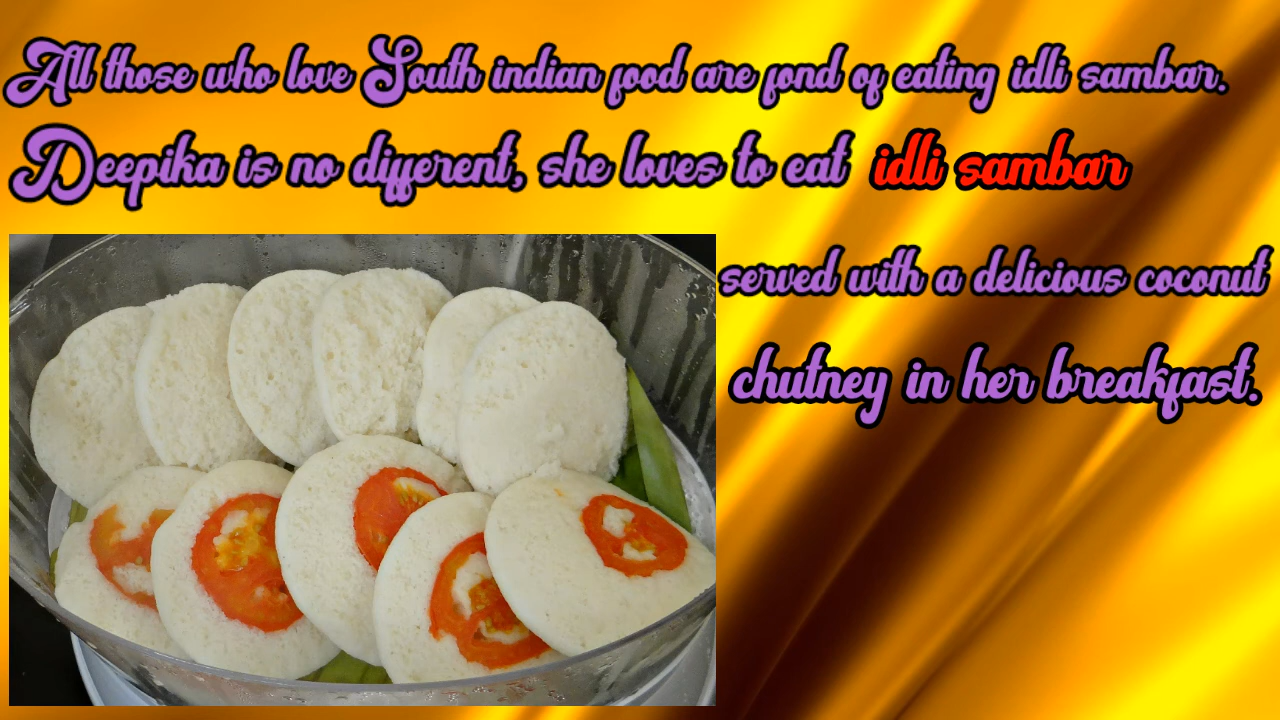 All those who love South indian food are fond of eating idli sambar.
Deepika is no different, she loves to eat idli sambar
served with a delicious coconut
chutney in her breakfast.